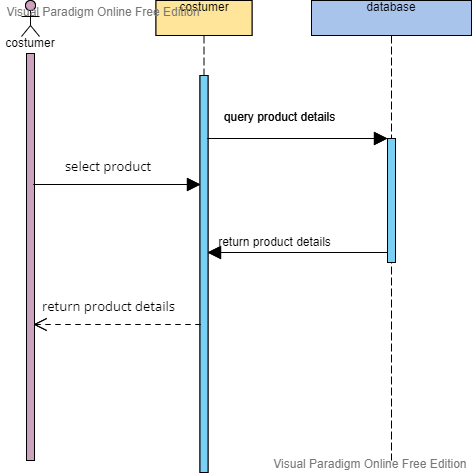 Visual Paradigm Online Free Edition
costumer
database
costumer
query product details
select product
return product details
return product details
Visual Paradigm Online Free Edition